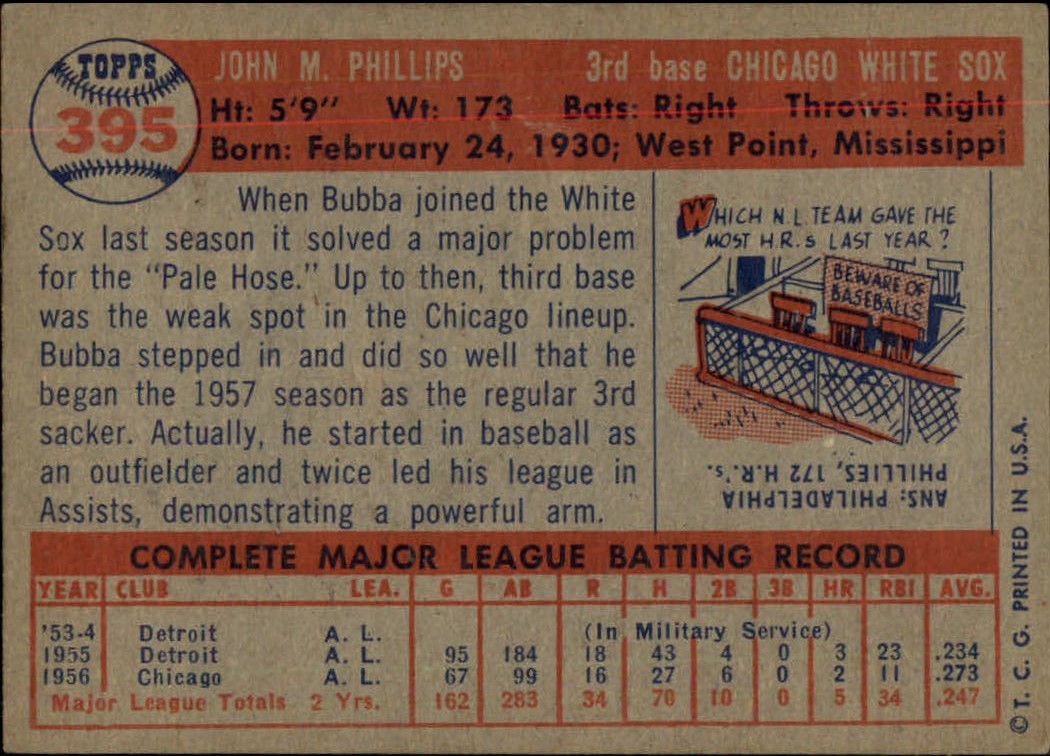 TOPPS
395
JOHN M. PHILLIPS 3rd base CHICAGO WHITE SOX
Ht: 5'9" Wt: 173 Bats: Right Throws: Right
Born: February 24, 1930; West Point, Mississippi
When Bubba joined the White
Sox last season it solved a major problem
for the "Pale Hose." Up to then, third base
was the weak spot in the Chicago lineup.
Bubba stepped in and did so well that he
began the 1957 season as the regular 3rd
sacker. Actually, he started in baseball as
an outfielder and twice led his league in
Assists, demonstrating a powerful arm.
WHICH N.L. TEAM GAVE THE
MOST H.R.s LAST YEAR?
BEWARE OF
BASEBALLS
ANS: PHILADELPHIA
PHILLIES, 172 H.R.'s.
COMPLETE MAJOR LEAGUE BATTING RECORD
YEAR CLUB LEA. G AB R H 2B 3B HR RBI AVG.
'53-4 Detroit A. L. (In Military Service)
1955 Detroit A. L. 95 184 18 43 4 0 3 23 .234
1956 Chicago A. L. 67 99 16 27 6 0 2 11 .273
Major League Totals 2 Yrs. 162 283 34 70 10 0 5 34 .247
© T. C. G. PRINTED IN U.S.A.